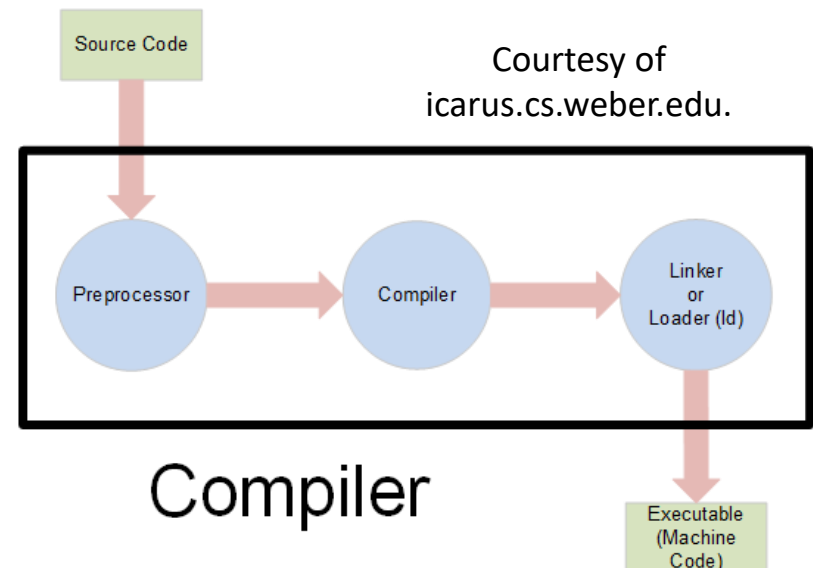 Source Code
Courtesy of
icarus.cs.weber.edu.
Preprocessor
Compiler
Linker
or
Loader (ld)
Compiler
Executable
(Machine
Code)